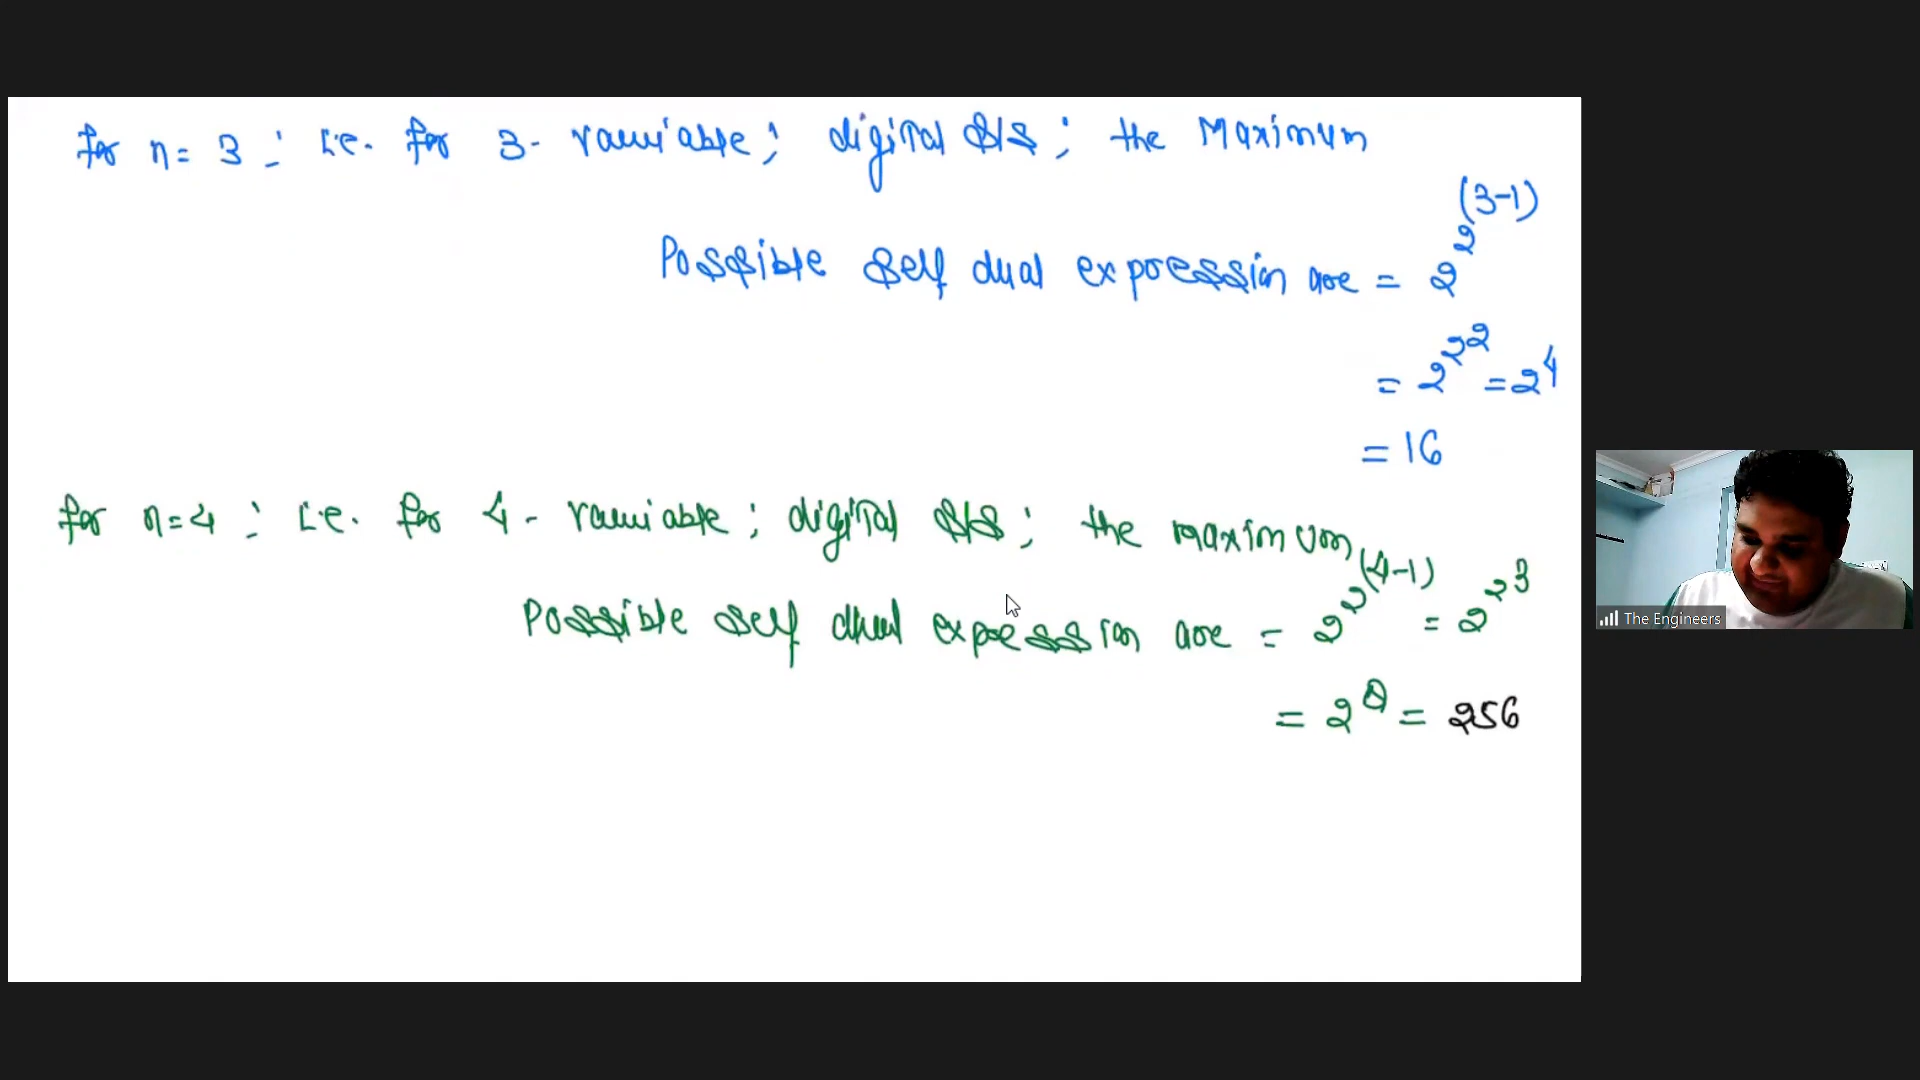 for n=3 : i.e. for 3-variable; digital S/S; the Maximum
Possible self dual expression are = 2^2^(3-1)
= 2^2^2 = 2^4
= 16
for n=4 : i.e. for 4-variable; digital S/S; the maximum
Possible self dual expression are = 2^2^(4-1) = 2^2^3
= 2^8 = 256
The Engineers